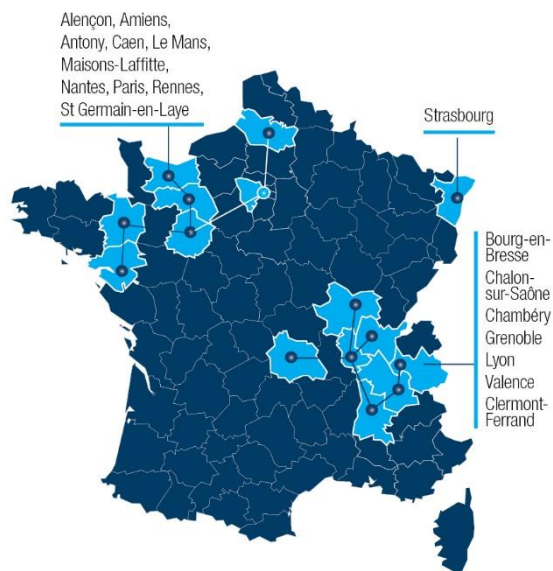 Alençon, Amiens,
Antony, Caen, Le Mans,
Maisons-Laffitte,
Nantes, Paris, Rennes,
St Germain-en-Laye
Strasbourg
Bourg-en-
Bresse
Chalon-
sur-Saône
Chambéry
Grenoble
Lyon
Valence
Clermont-
Ferrand